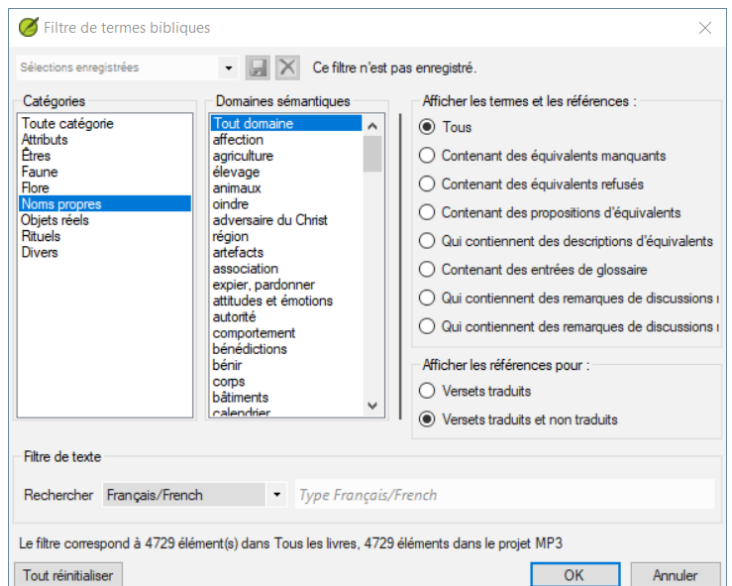 Filtre de termes bibliques
Sélections enregistrées
Ce filtre n'est pas enregistré.
Catégories
Toute catégorie
Attributs
Êtres
Faune
Flore
Noms propres
Objets réels
Rituels
Divers
Domaines sémantiques
Tout domaine
affection
agriculture
élevage
animaux
oindre
adversaire du Christ
région
artefacts
association
expier, pardonner
attitudes et émotions
autorité
comportement
bénédictions
bénir
corps
bâtiments
calendrier
Afficher les termes et les références :
Tous
Contenant des équivalents manquants
Contenant des équivalents refusés
Contenant des propositions d'équivalents
Qui contiennent des descriptions d'équivalents
Contenant des entrées de glossaire
Qui contiennent des remarques de discussions
Qui contiennent des remarques de discussions
Afficher les références pour :
Versets traduits
Versets traduits et non traduits
Filtre de texte
Rechercher Français/French Type Français/French
Le filtre correspond à 4729 élément(s) dans Tous les livres, 4729 éléments dans le projet MP3
Tout réinitialiser OK Annuler